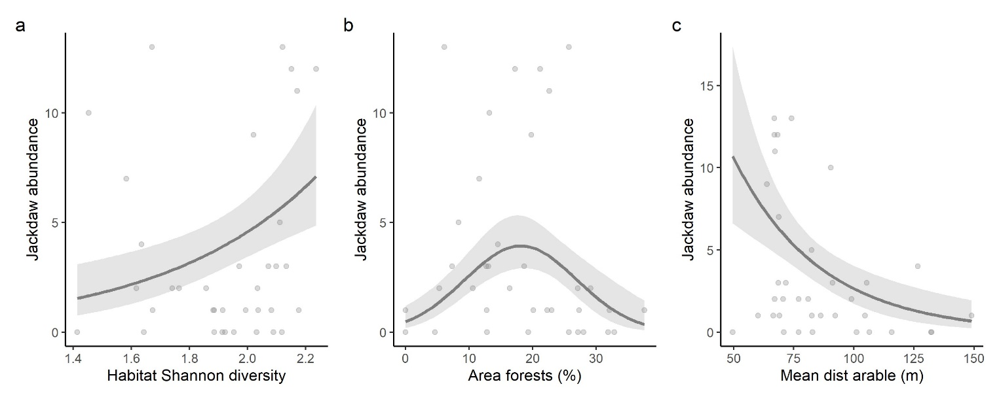 a
Jackdaw abundance
10
5
0
1.4 1.6 1.8 2.0 2.2
Habitat Shannon diversity
b
Jackdaw abundance
10
5
0
0 10 20 30
Area forests (%)
c
Jackdaw abundance
15
10
5
0
50 75 100 125 150
Mean dist arable (m)